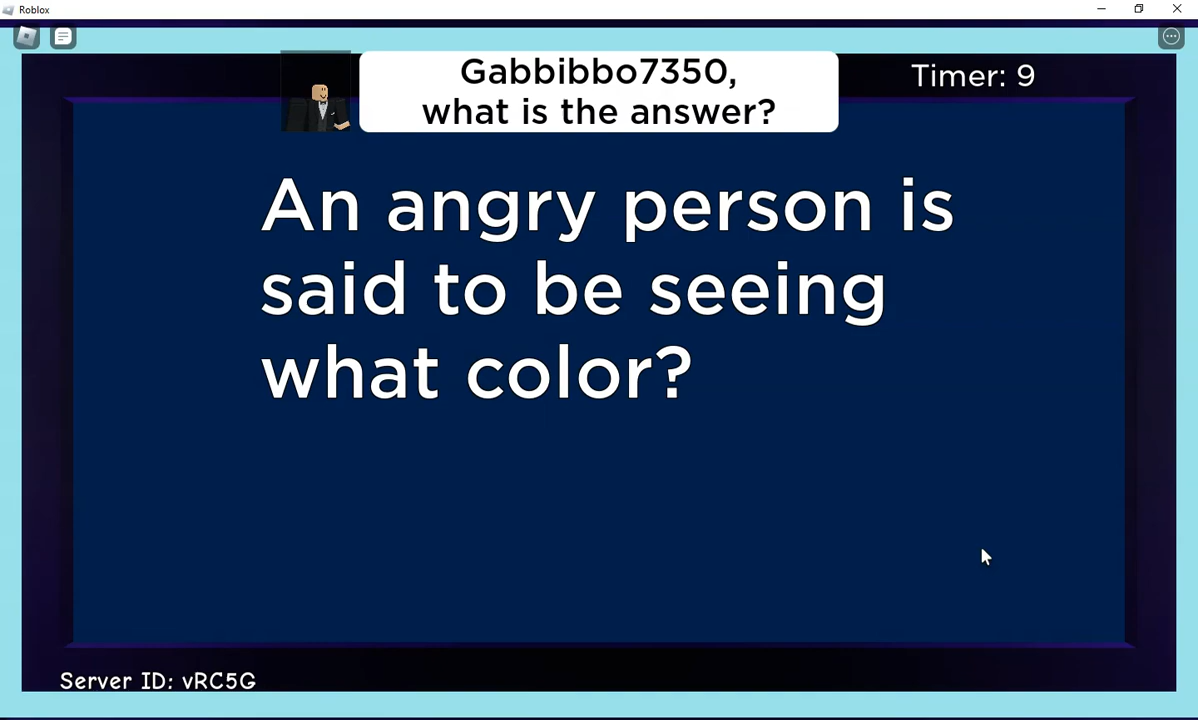 Roblox
Gabbibbo7350,
what is the answer?
Timer: 9
An angry person is
said to be seeing
what color?
Server ID: vRC5G